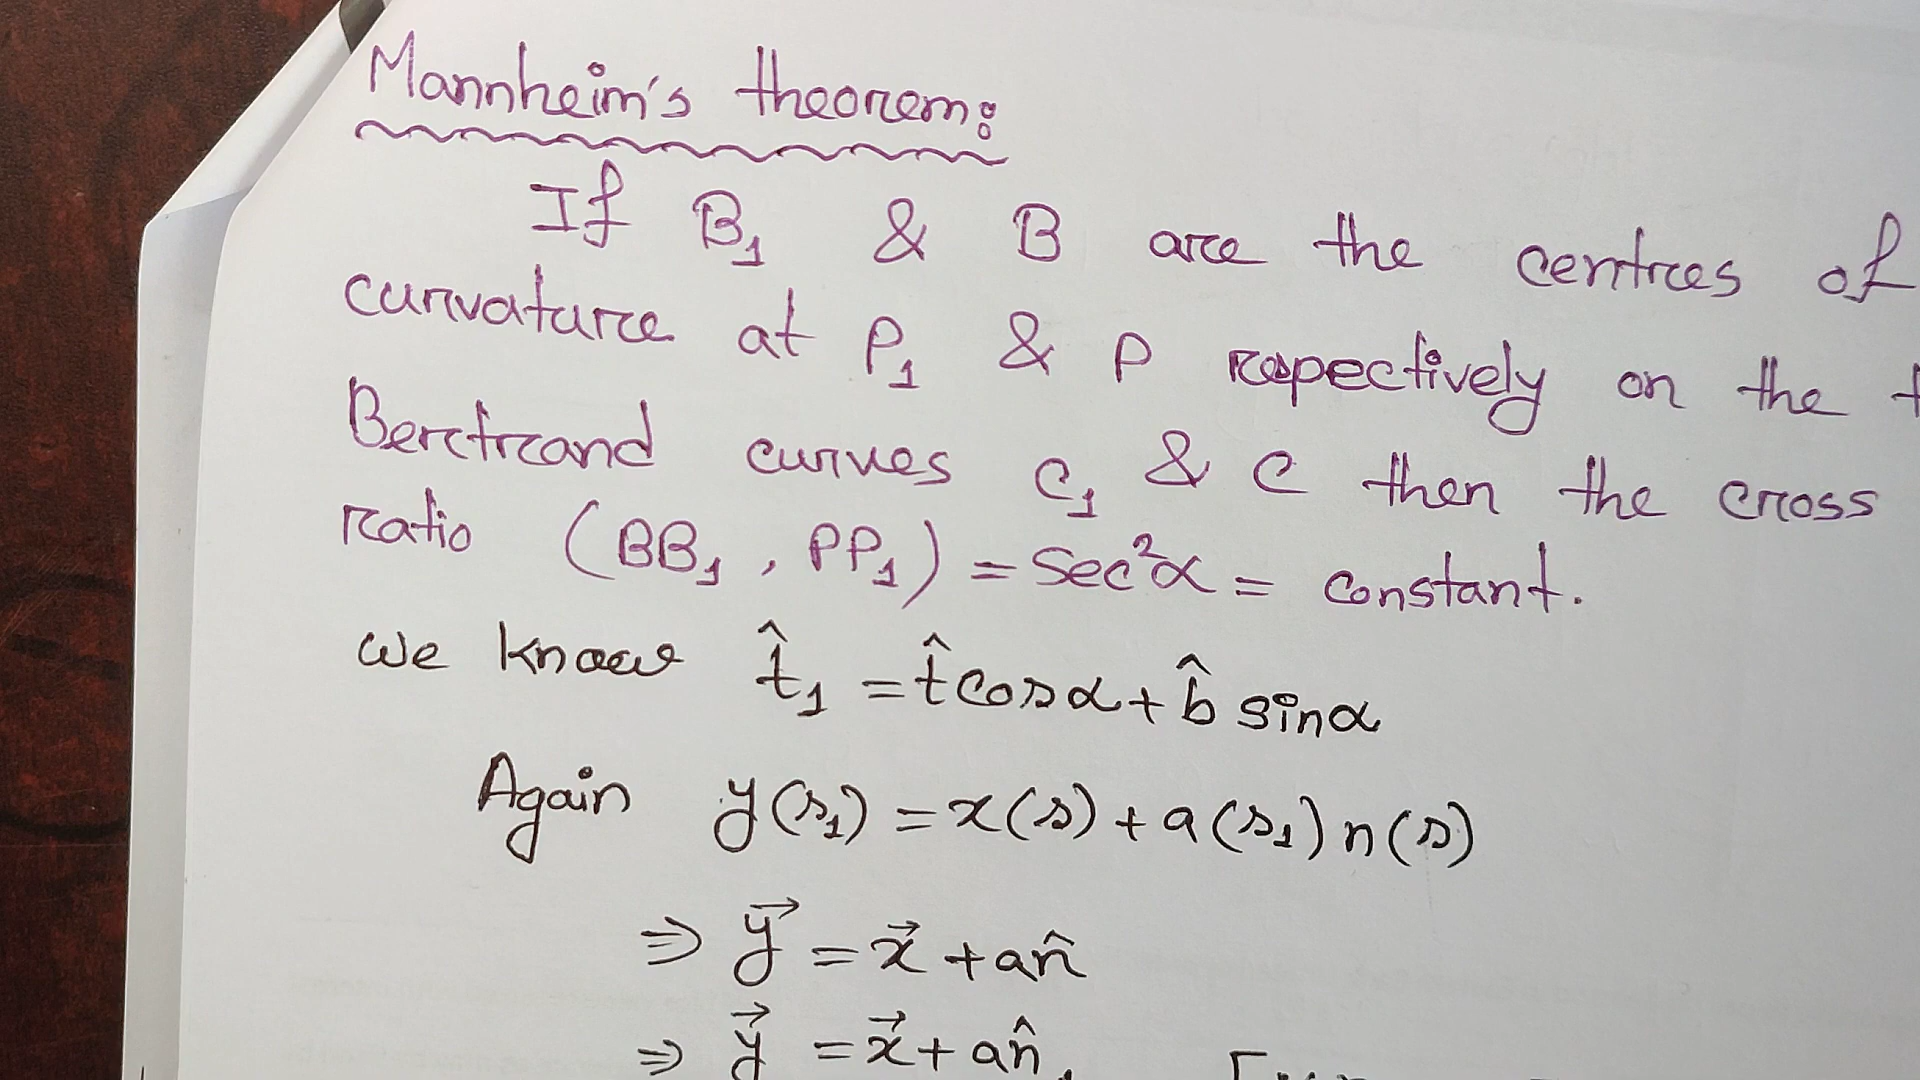 Mannheim's theorem:
If B₁ & B are the centres of
curvature at P₁ & P respectively on the
Bertrand curves C₁ & C then the cross
ratio (BB₁, PP₁) = Sec²α = constant.
We know t̂₁ = t̂ cosα + b̂ sinα
Again y(s₁) = x(s) + a(s₁) n(s)
⇒ y⃗ = x⃗ + an̂
⇒ y⃗ = x⃗ + an̂